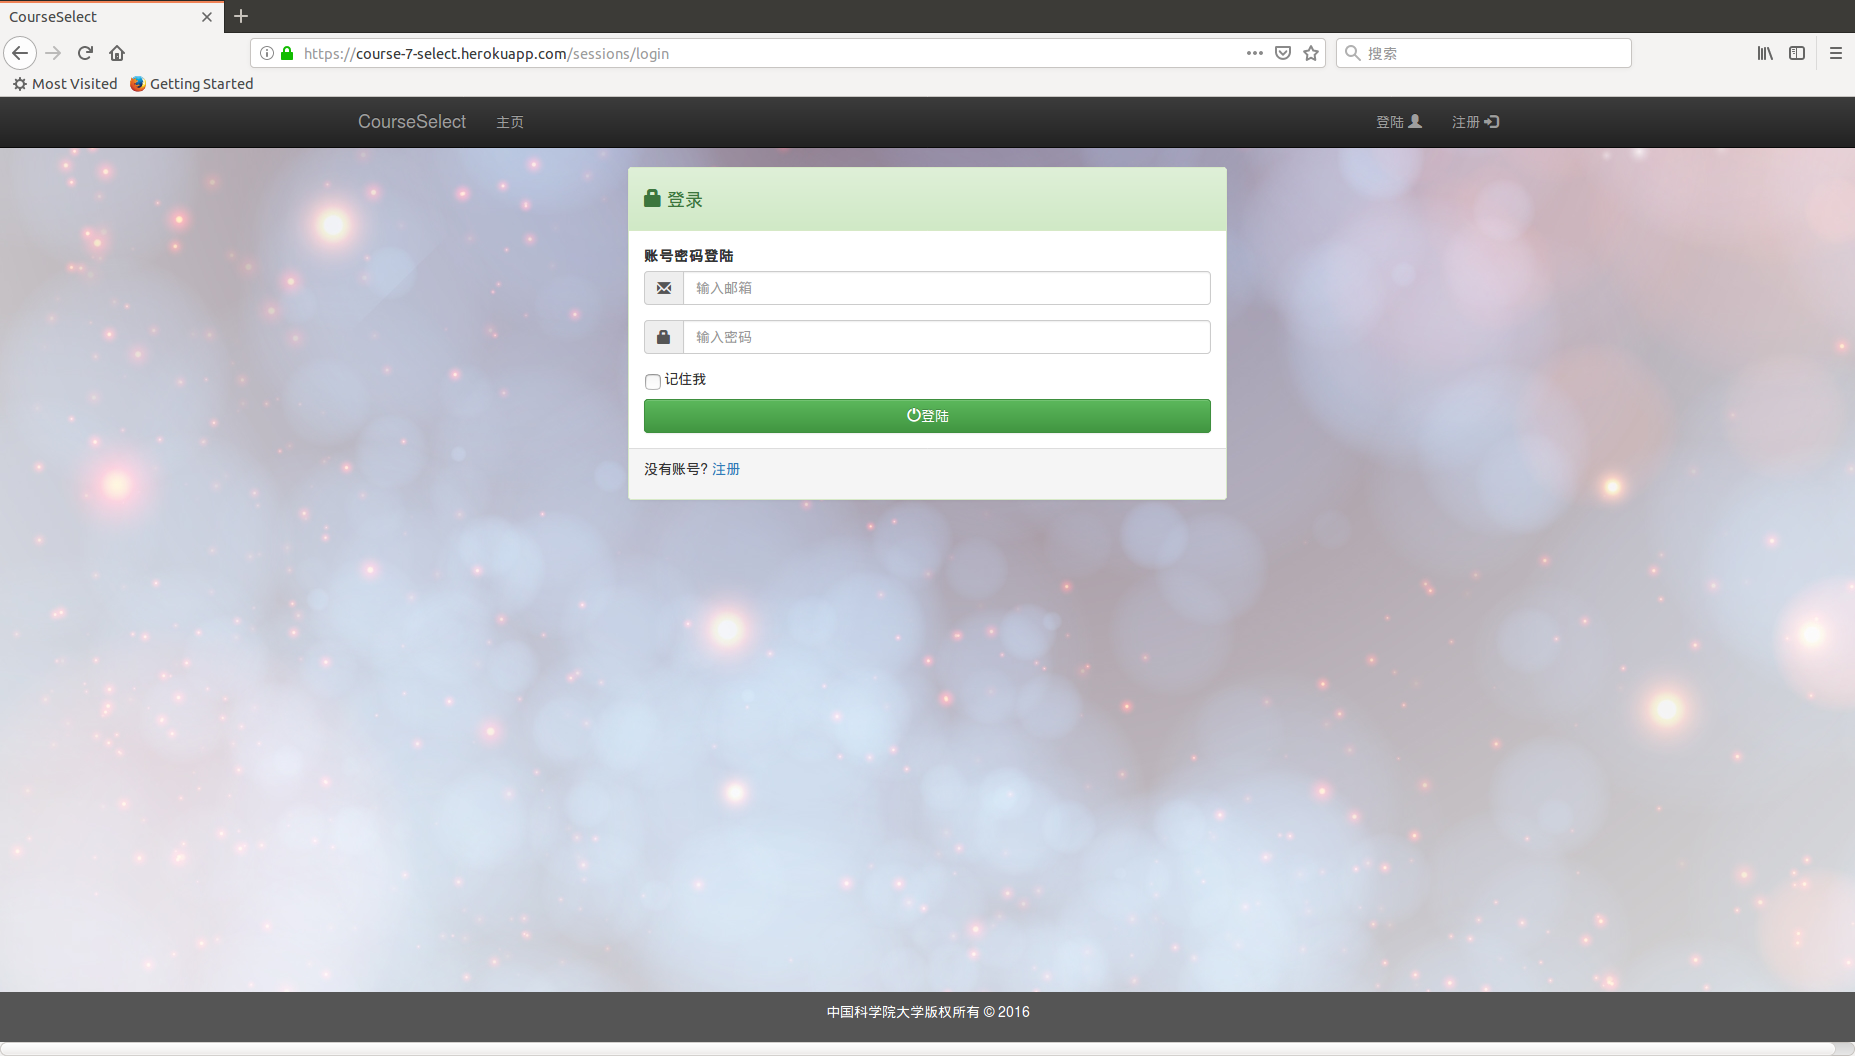 CourseSelect
https://course-7-select.herokuapp.com/sessions/login
搜索
Most Visited Getting Started
CourseSelect 主页 登陆 注册
登录
账号密码登陆
输入邮箱
输入密码
记住我
登陆
没有账号? 注册
中国科学院大学版权所有 © 2016